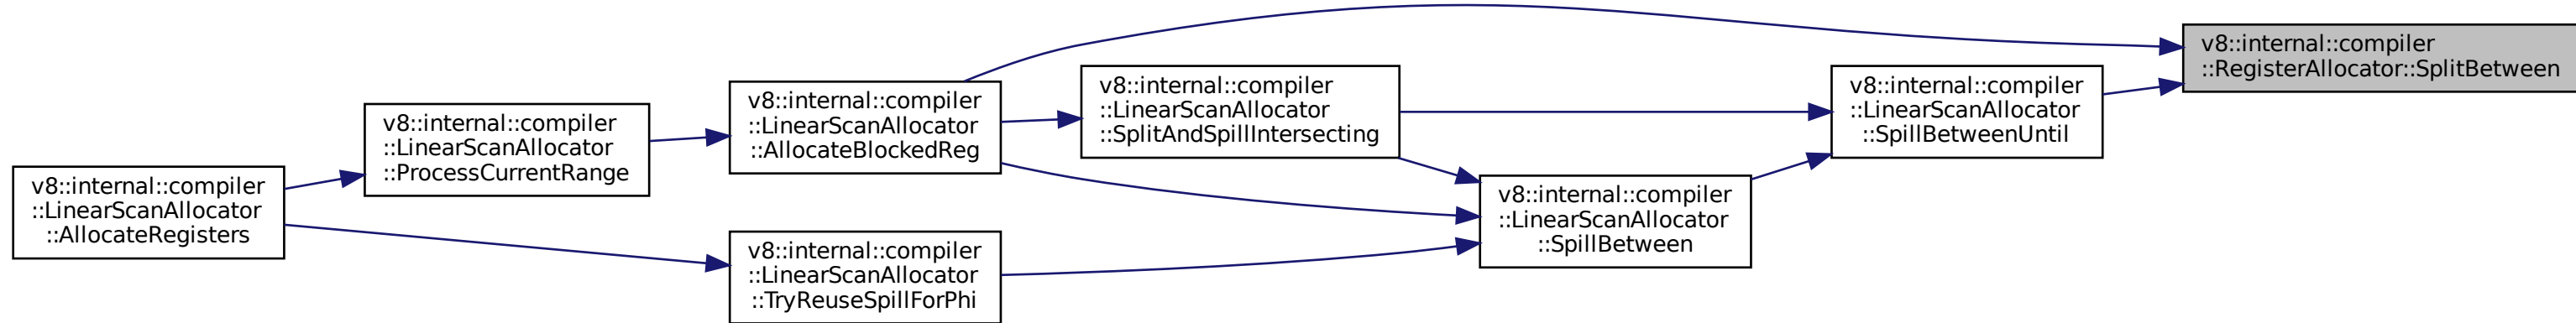 v8::internal::compiler
::LinearScanAllocator
::AllocateRegisters
v8::internal::compiler
::LinearScanAllocator
::ProcessCurrentRange
v8::internal::compiler
::LinearScanAllocator
::AllocateBlockedReg
v8::internal::compiler
::LinearScanAllocator
::TryReuseSpillForPhi
v8::internal::compiler
::LinearScanAllocator
::SplitAndSpillIntersecting
v8::internal::compiler
::LinearScanAllocator
::SpillBetween
v8::internal::compiler
::LinearScanAllocator
::SpillBetweenUntil
v8::internal::compiler
::RegisterAllocator::SplitBetween